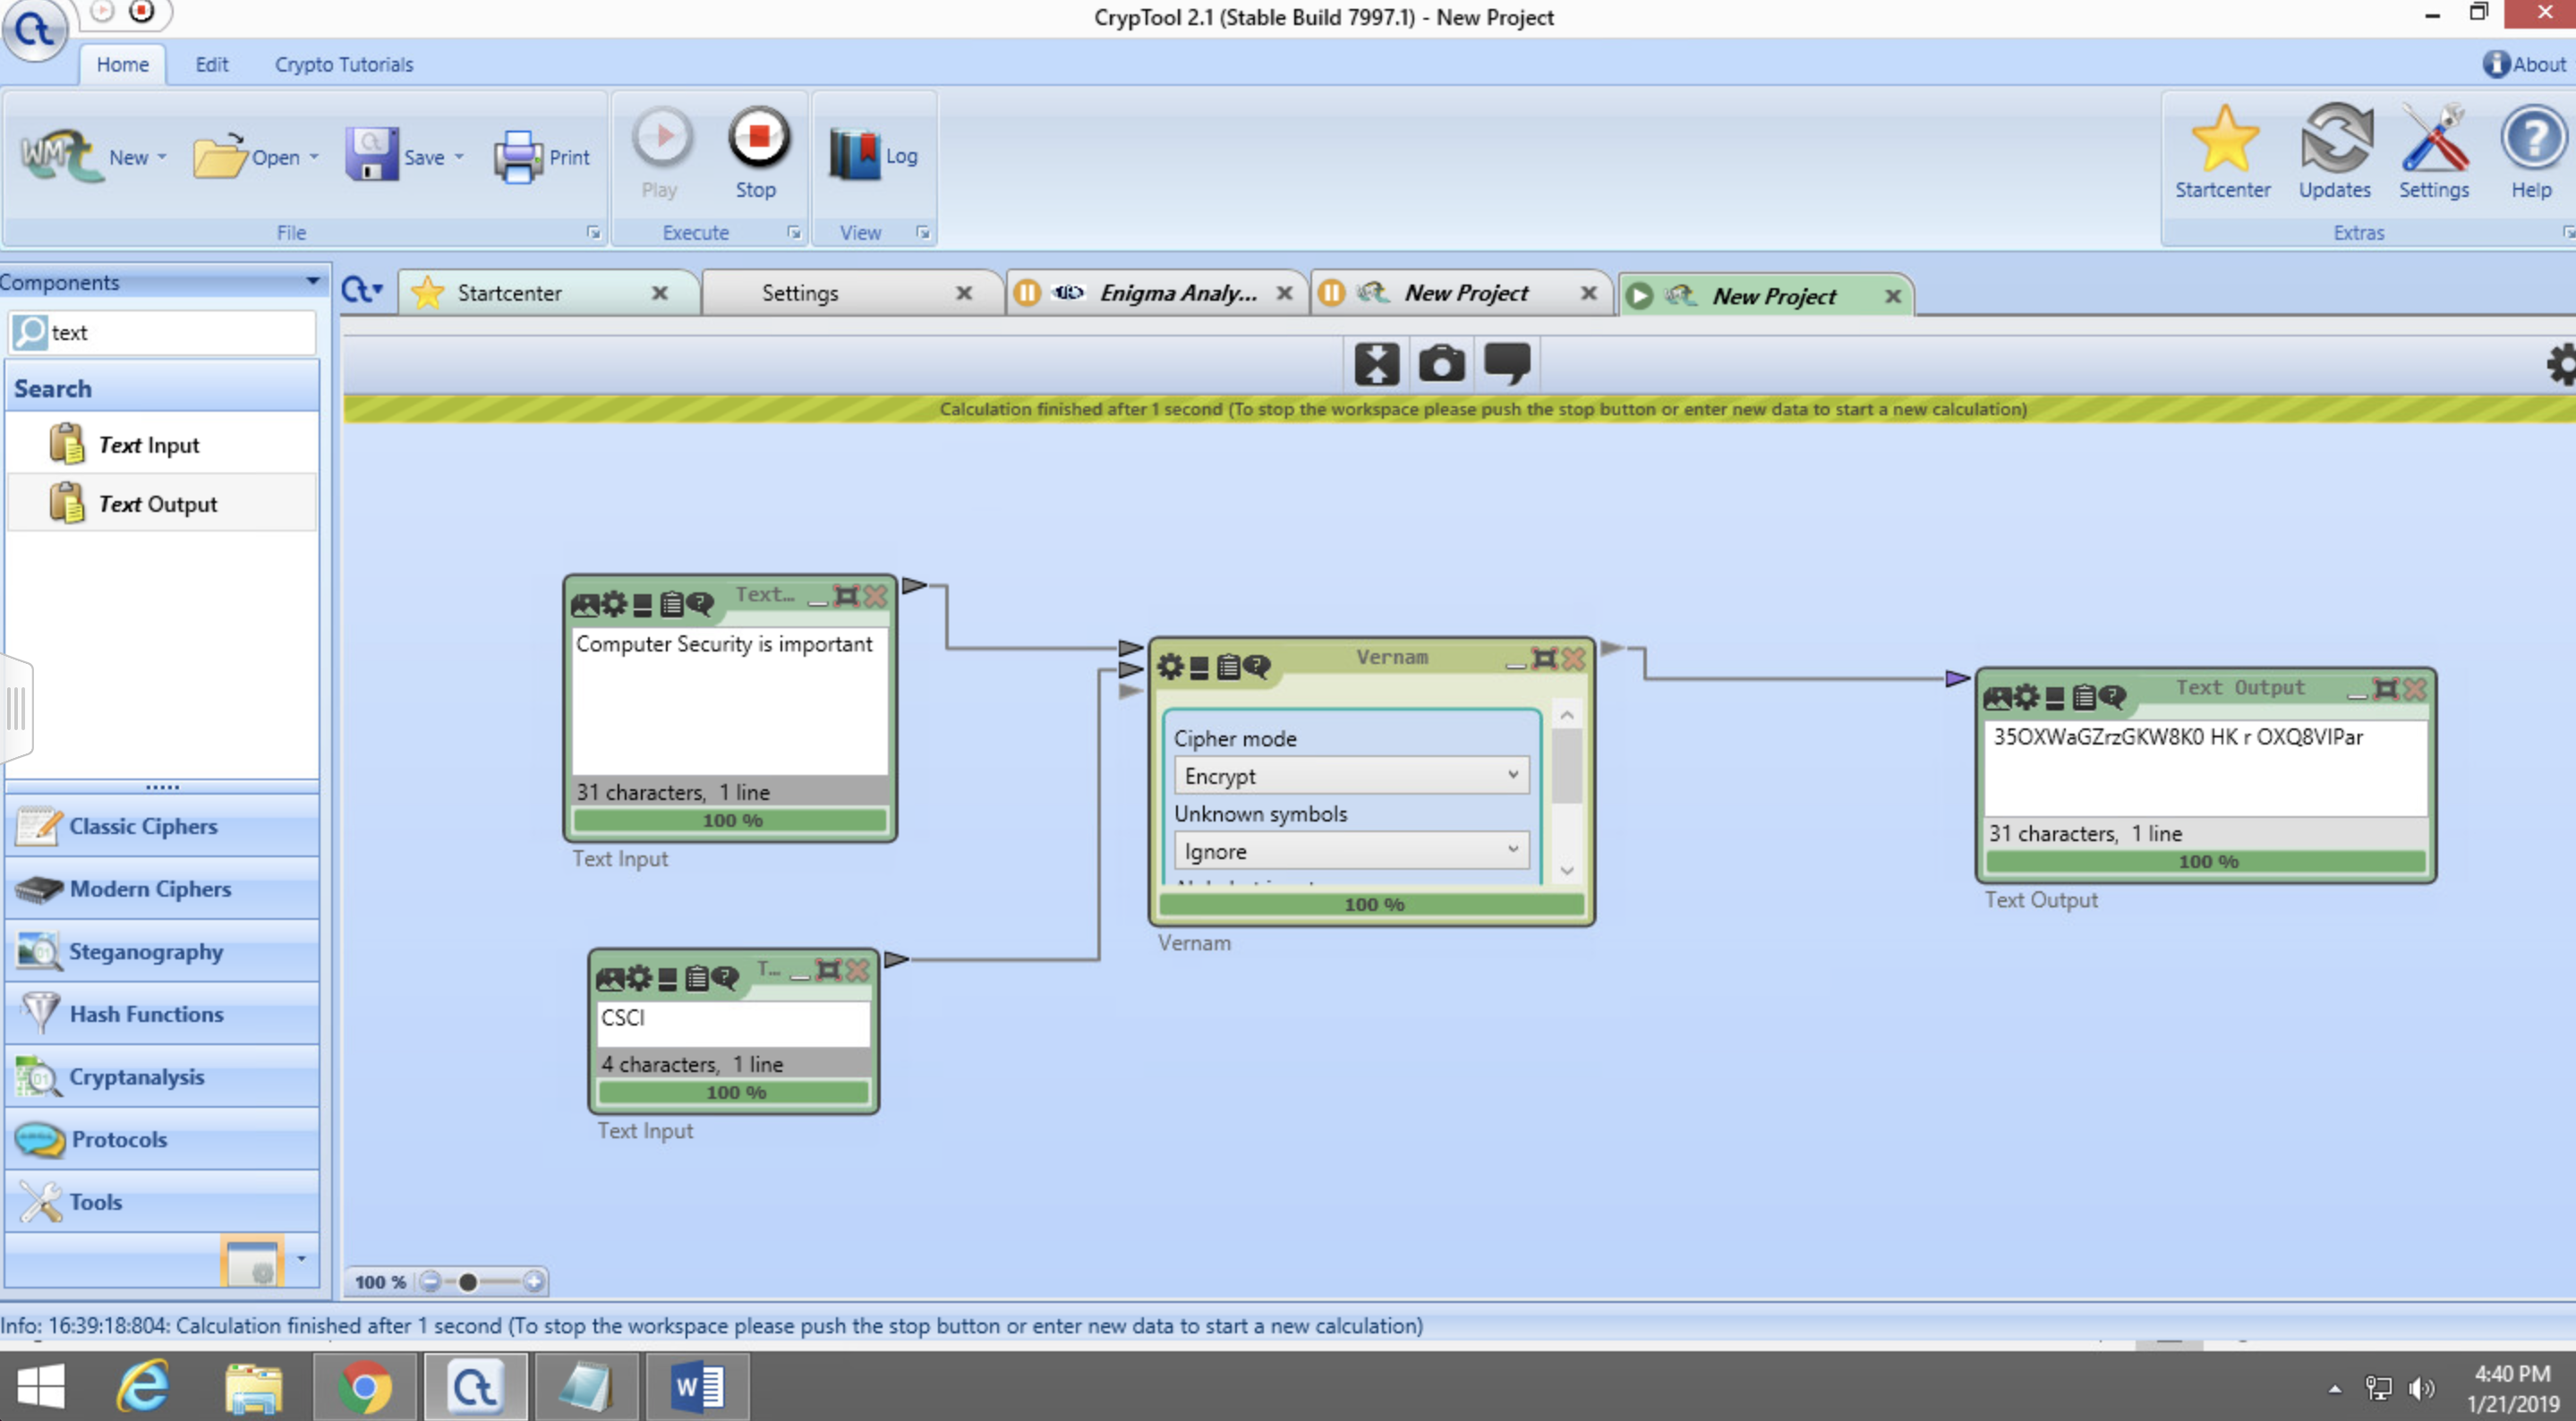 CrypTool 2.1 (Stable Build 7997.1) - New Project
Home Edit Crypto Tutorials About
New Open Save Print Play Stop Log Startcenter Updates Settings Help
File Execute View Extras
Components
Startcenter Settings Enigma Analy... New Project New Project
text
Search
Text Input
Text Output
Calculation finished after 1 second (To stop the workspace please push the stop button or enter new data to start a new calculation)
Text...
Computer Security is important
31 characters, 1 line
100 %
Text Input
Vernam
Cipher mode
Encrypt
Unknown symbols
Ignore
100 %
Vernam
Text Output
35OXWaGZrzGKW8K0 HK r OXQ8VIPar
31 characters, 1 line
100 %
Text Output
T...
CSCI
4 characters, 1 line
100 %
Text Input
Classic Ciphers
Modern Ciphers
Steganography
Hash Functions
Cryptanalysis
Protocols
Tools
100 %
Info: 16:39:18:804: Calculation finished after 1 second (To stop the workspace please push the stop button or enter new data to start a new calculation)
4:40 PM
1/21/2019